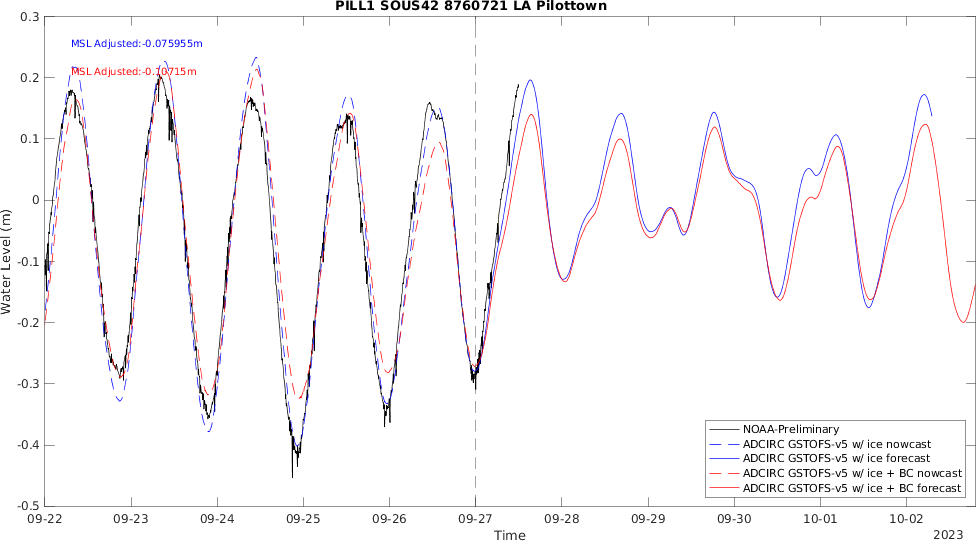 PILL1 SOUS42 8760721 LA Pilottown
0.3
0.2
0.1
0
-0.1
-0.2
-0.3
-0.4
-0.5
Water Level (m)
MSL Adjusted:-0.075955m
MSL Adjusted:-0.10715m
NOAA-Preliminary
ADCIRC GSTOFS-v5 w/ ice nowcast
ADCIRC GSTOFS-v5 w/ ice forecast
ADCIRC GSTOFS-v5 w/ ice + BC nowcast
ADCIRC GSTOFS-v5 w/ ice + BC forecast
09-22 09-23 09-24 09-25 09-26 09-27 09-28 09-29 09-30 10-01 10-02
Time
2023